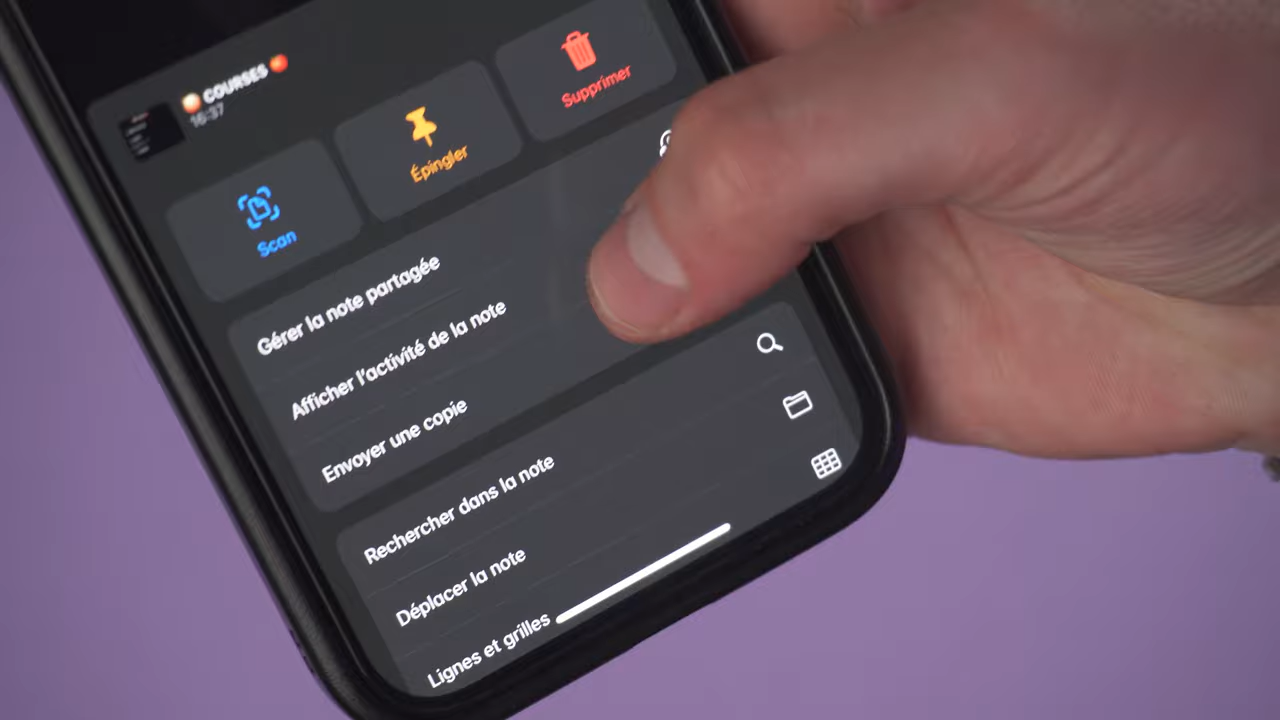 COURSES
16:37
Scan
Épingler
Supprimer
Gérer la note partagée
Afficher l'activité de la note
Envoyer une copie
Rechercher dans la note
Déplacer la note
Lignes et grilles